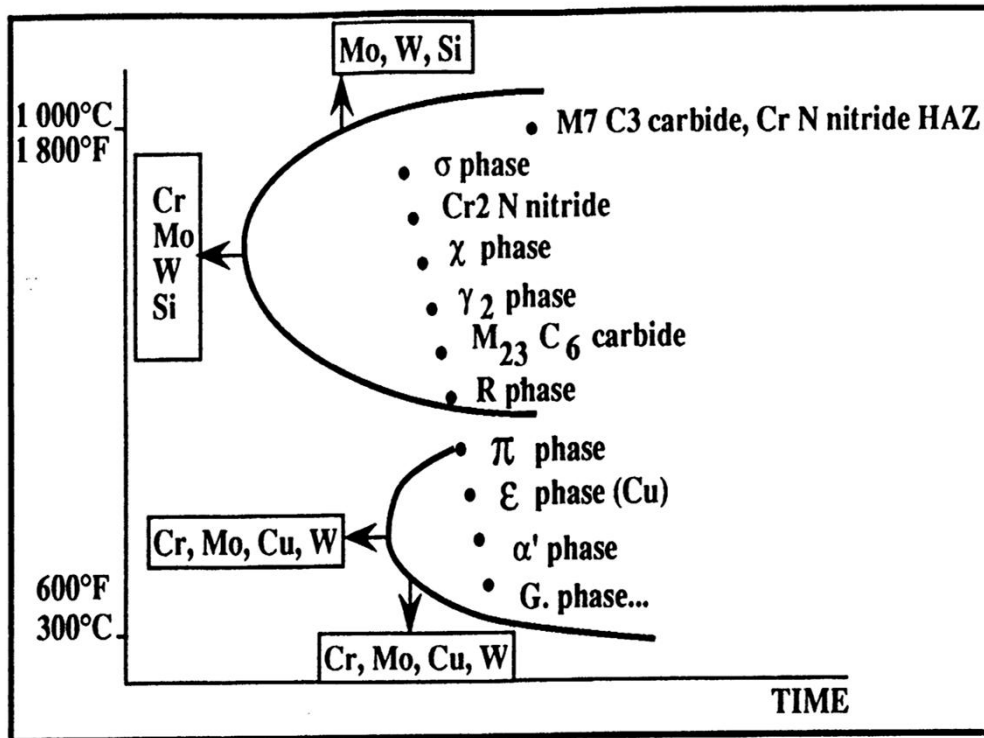 Mo, W, Si
1 000°C
1 800°F
M7 C3 carbide, Cr N nitride HAZ
σ phase
Cr2 N nitride
χ phase
γ2 phase
M23 C6 carbide
R phase
Cr
Mo
W
Si
π phase
ε phase (Cu)
α' phase
G. phase...
Cr, Mo, Cu, W
600°F
300°C
Cr, Mo, Cu, W
TIME